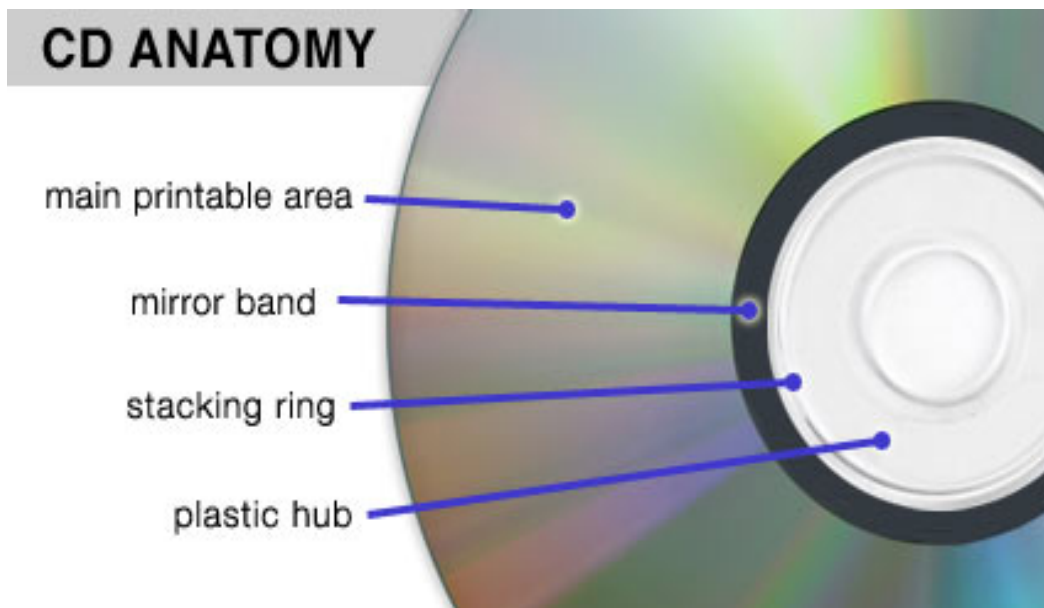 CD ANATOMY
main printable area
mirror band
stacking ring
plastic hub